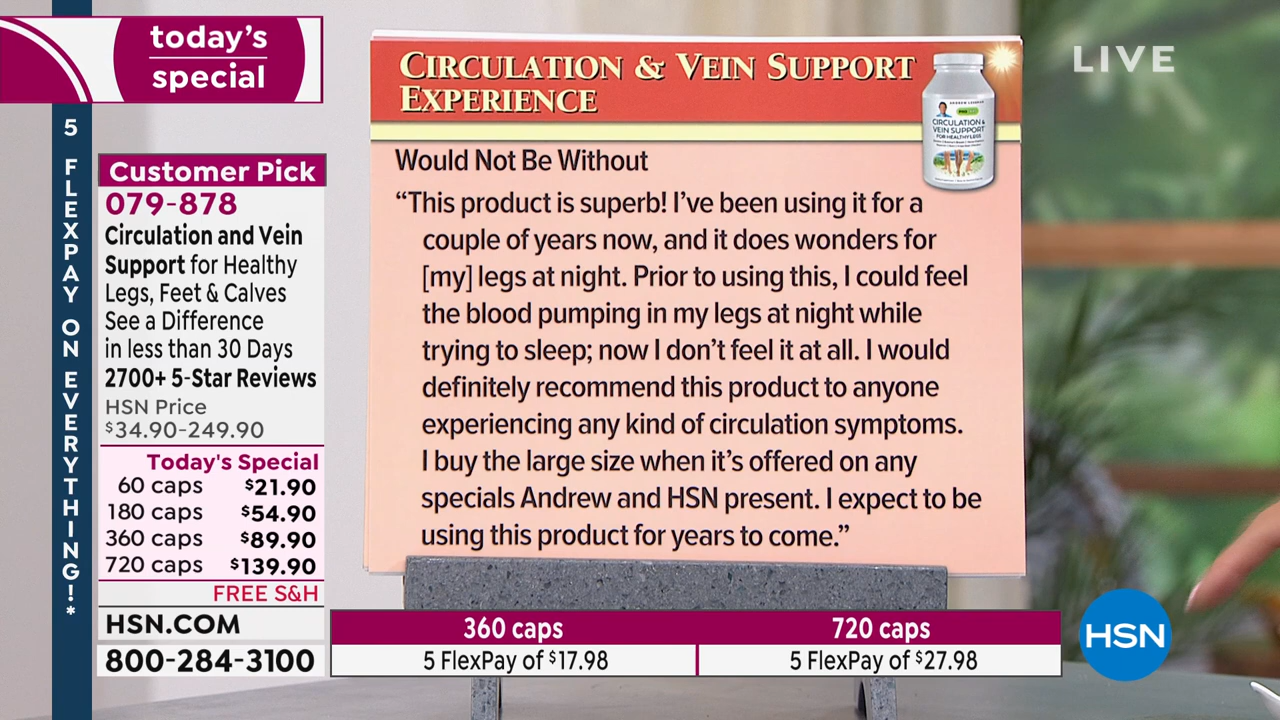 today's
special
5 FLEXPAY ON EVERYTHING!*
Customer Pick
079-878
Circulation and Vein
Support for Healthy
Legs, Feet & Calves
See a Difference
in less than 30 Days
2700+ 5-Star Reviews
HSN Price
$34.90-249.90
Today's Special
60 caps $21.90
180 caps $54.90
360 caps $89.90
720 caps $139.90
FREE S&H
HSN.COM
800-284-3100
LIVE
CIRCULATION & VEIN SUPPORT
EXPERIENCE
CIRCULATION &
VEIN SUPPORT
FOR HEALTHY LEGS
Would Not Be Without
“This product is superb! I've been using it for a
couple of years now, and it does wonders for
[my] legs at night. Prior to using this, I could feel
the blood pumping in my legs at night while
trying to sleep; now I don't feel it at all. I would
definitely recommend this product to anyone
experiencing any kind of circulation symptoms.
I buy the large size when it's offered on any
specials Andrew and HSN present. I expect to be
using this product for years to come.”
360 caps
5 FlexPay of $17.98
720 caps
5 FlexPay of $27.98
HSN